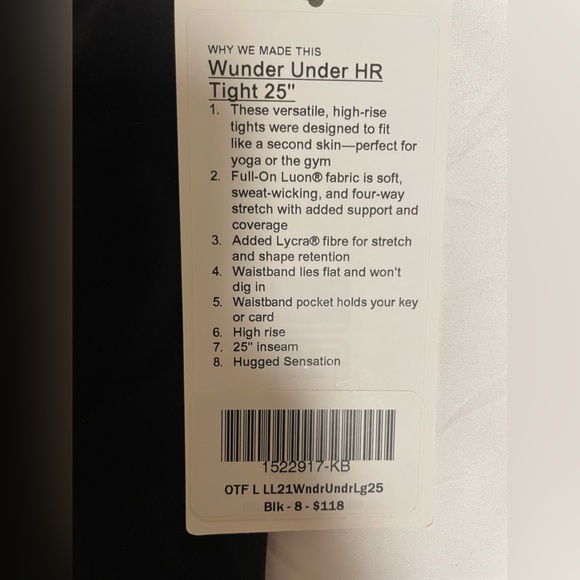 WHY WE MADE THIS
Wunder Under HR
Tight 25"
1. These versatile, high-rise
tights were designed to fit
like a second skin—perfect for
yoga or the gym
2. Full-On Luon® fabric is soft,
sweat-wicking, and four-way
stretch with added support and
coverage
3. Added Lycra® fibre for stretch
and shape retention
4. Waistband lies flat and won't
dig in
5. Waistband pocket holds your key
or card
6. High rise
7. 25" inseam
8. Hugged Sensation
1522917-KB
OTF L LL21WndrUndrLg25
Blk - 8 - $118